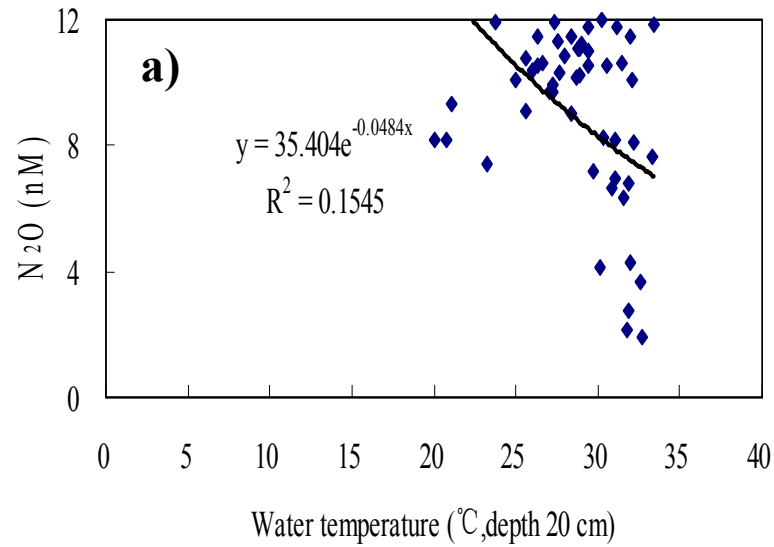 12
a)
y = 35.404e^-0.0484x
R² = 0.1545
8
4
0
N₂O (nM)
0 5 10 15 20 25 30 35 40
Water temperature (℃,depth 20 cm)